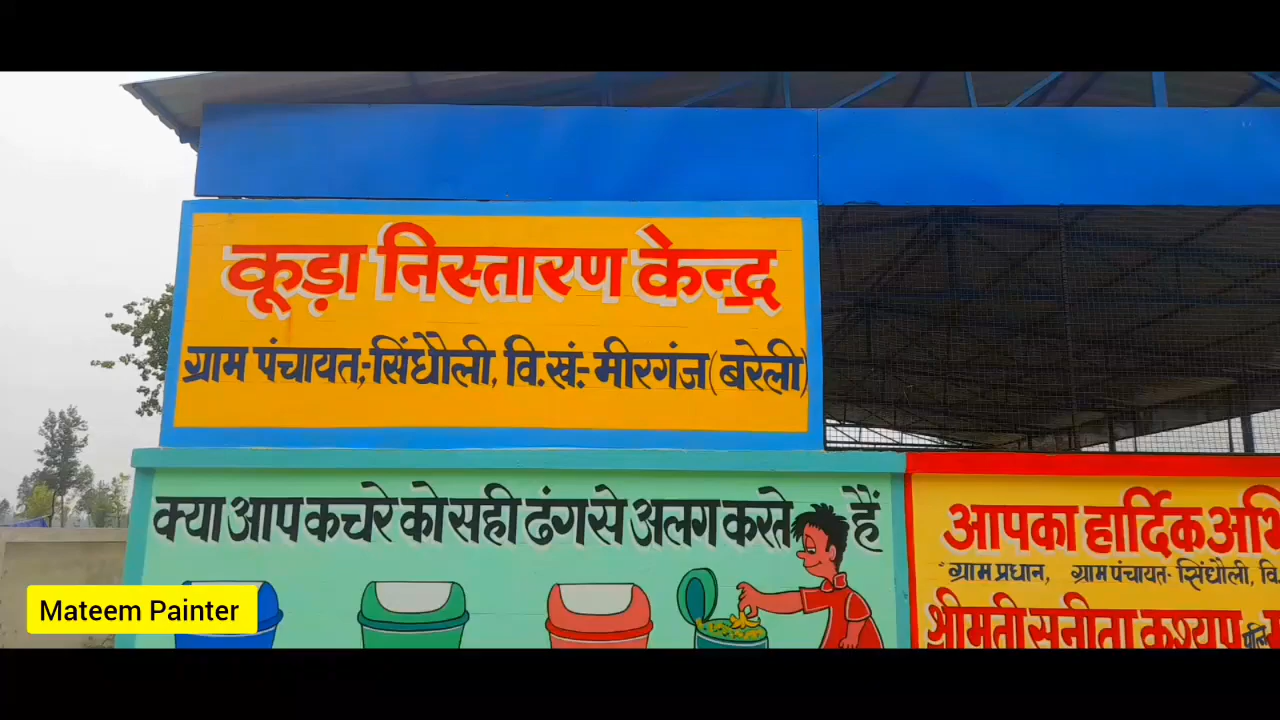 कूड़ा निस्तारण केन्द्र
ग्राम पंचायत:-सिंधौली, वि.खं:- मीरगंज (बरेली)
क्या आप कचरे को सही ढंग से अलग करते हैं
आपका हार्दिक
ग्राम प्रधान, ग्राम पंचायत- सिंधौली, वि.
श्रीमती सुनीता कश्यप
Mateem Painter